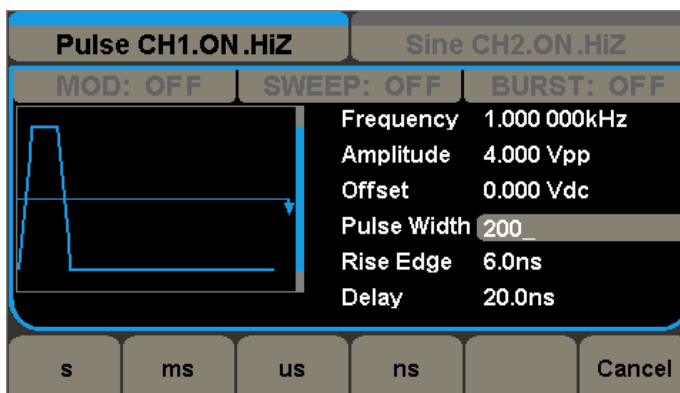 Pulse CH1.ON.HiZ Sine CH2.ON.HiZ
MOD: OFF SWEEP: OFF BURST: OFF
Frequency 1.000 000kHz
Amplitude 4.000 Vpp
Offset 0.000 Vdc
Pulse Width 200_
Rise Edge 6.0ns
Delay 20.0ns
s ms us ns Cancel